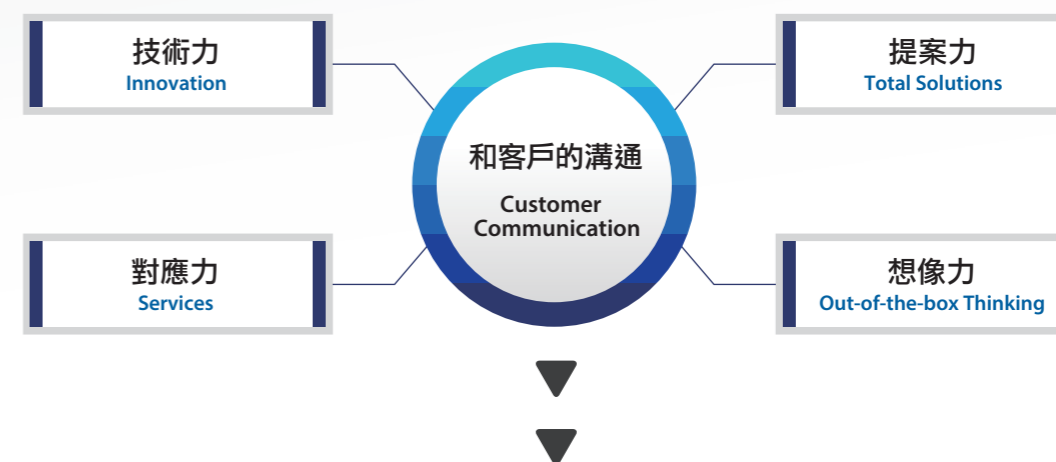 技術力
Innovation
提案力
Total Solutions
和客戶的溝通
Customer
Communication
對應力
Services
想像力
Out-of-the-box Thinking